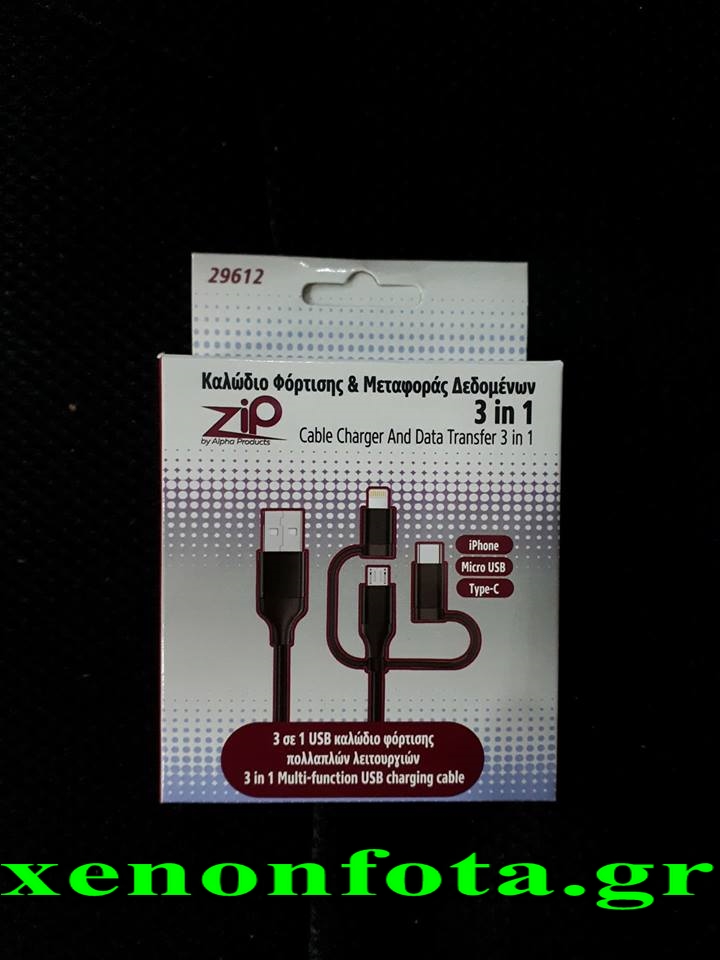 29612
Καλώδιο Φόρτισης & Μεταφοράς Δεδομένων
3 in 1
zip
by Alpha Products
Cable Charger And Data Transfer 3 in 1
iPhone
Micro USB
Type-C
3 σε 1 USB καλώδιο φόρτισης
πολλαπλών λειτουργιών
3 in 1 Multi-function USB charging cable
xenonfota.gr